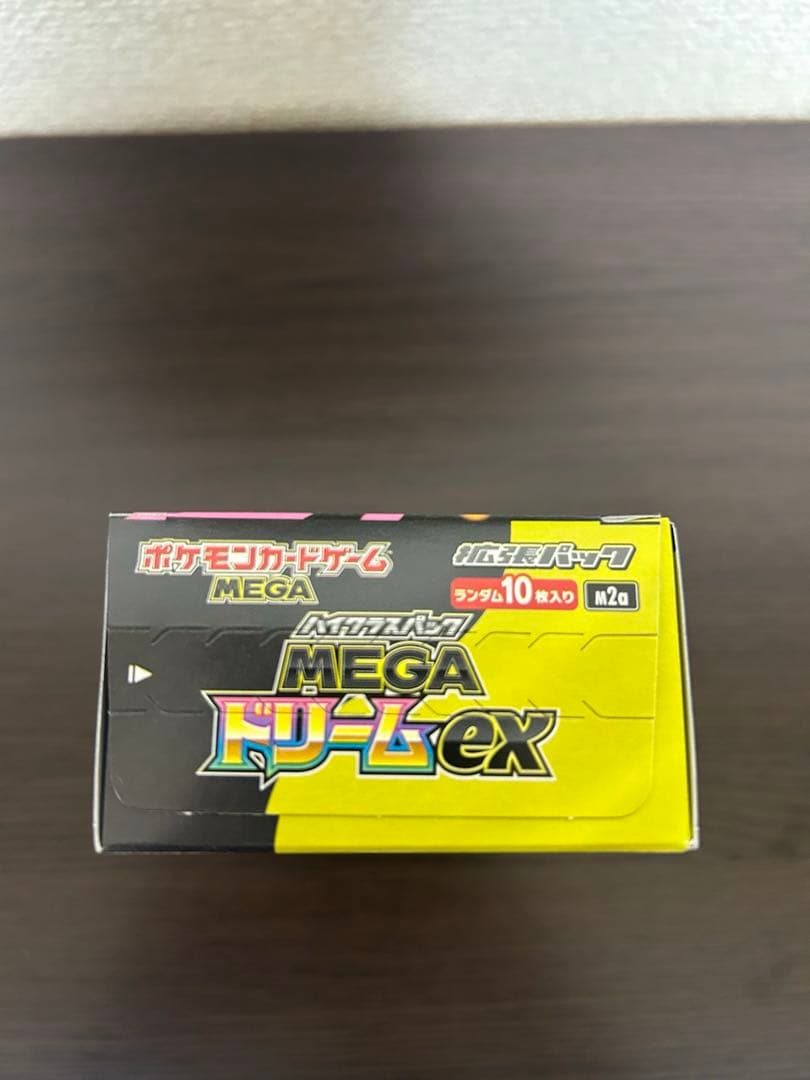 ポケモンカードゲーム
MEGA
拡張パック
ランダム10枚入り
M2a
ハイクラスパック
MEGA
ドリームex